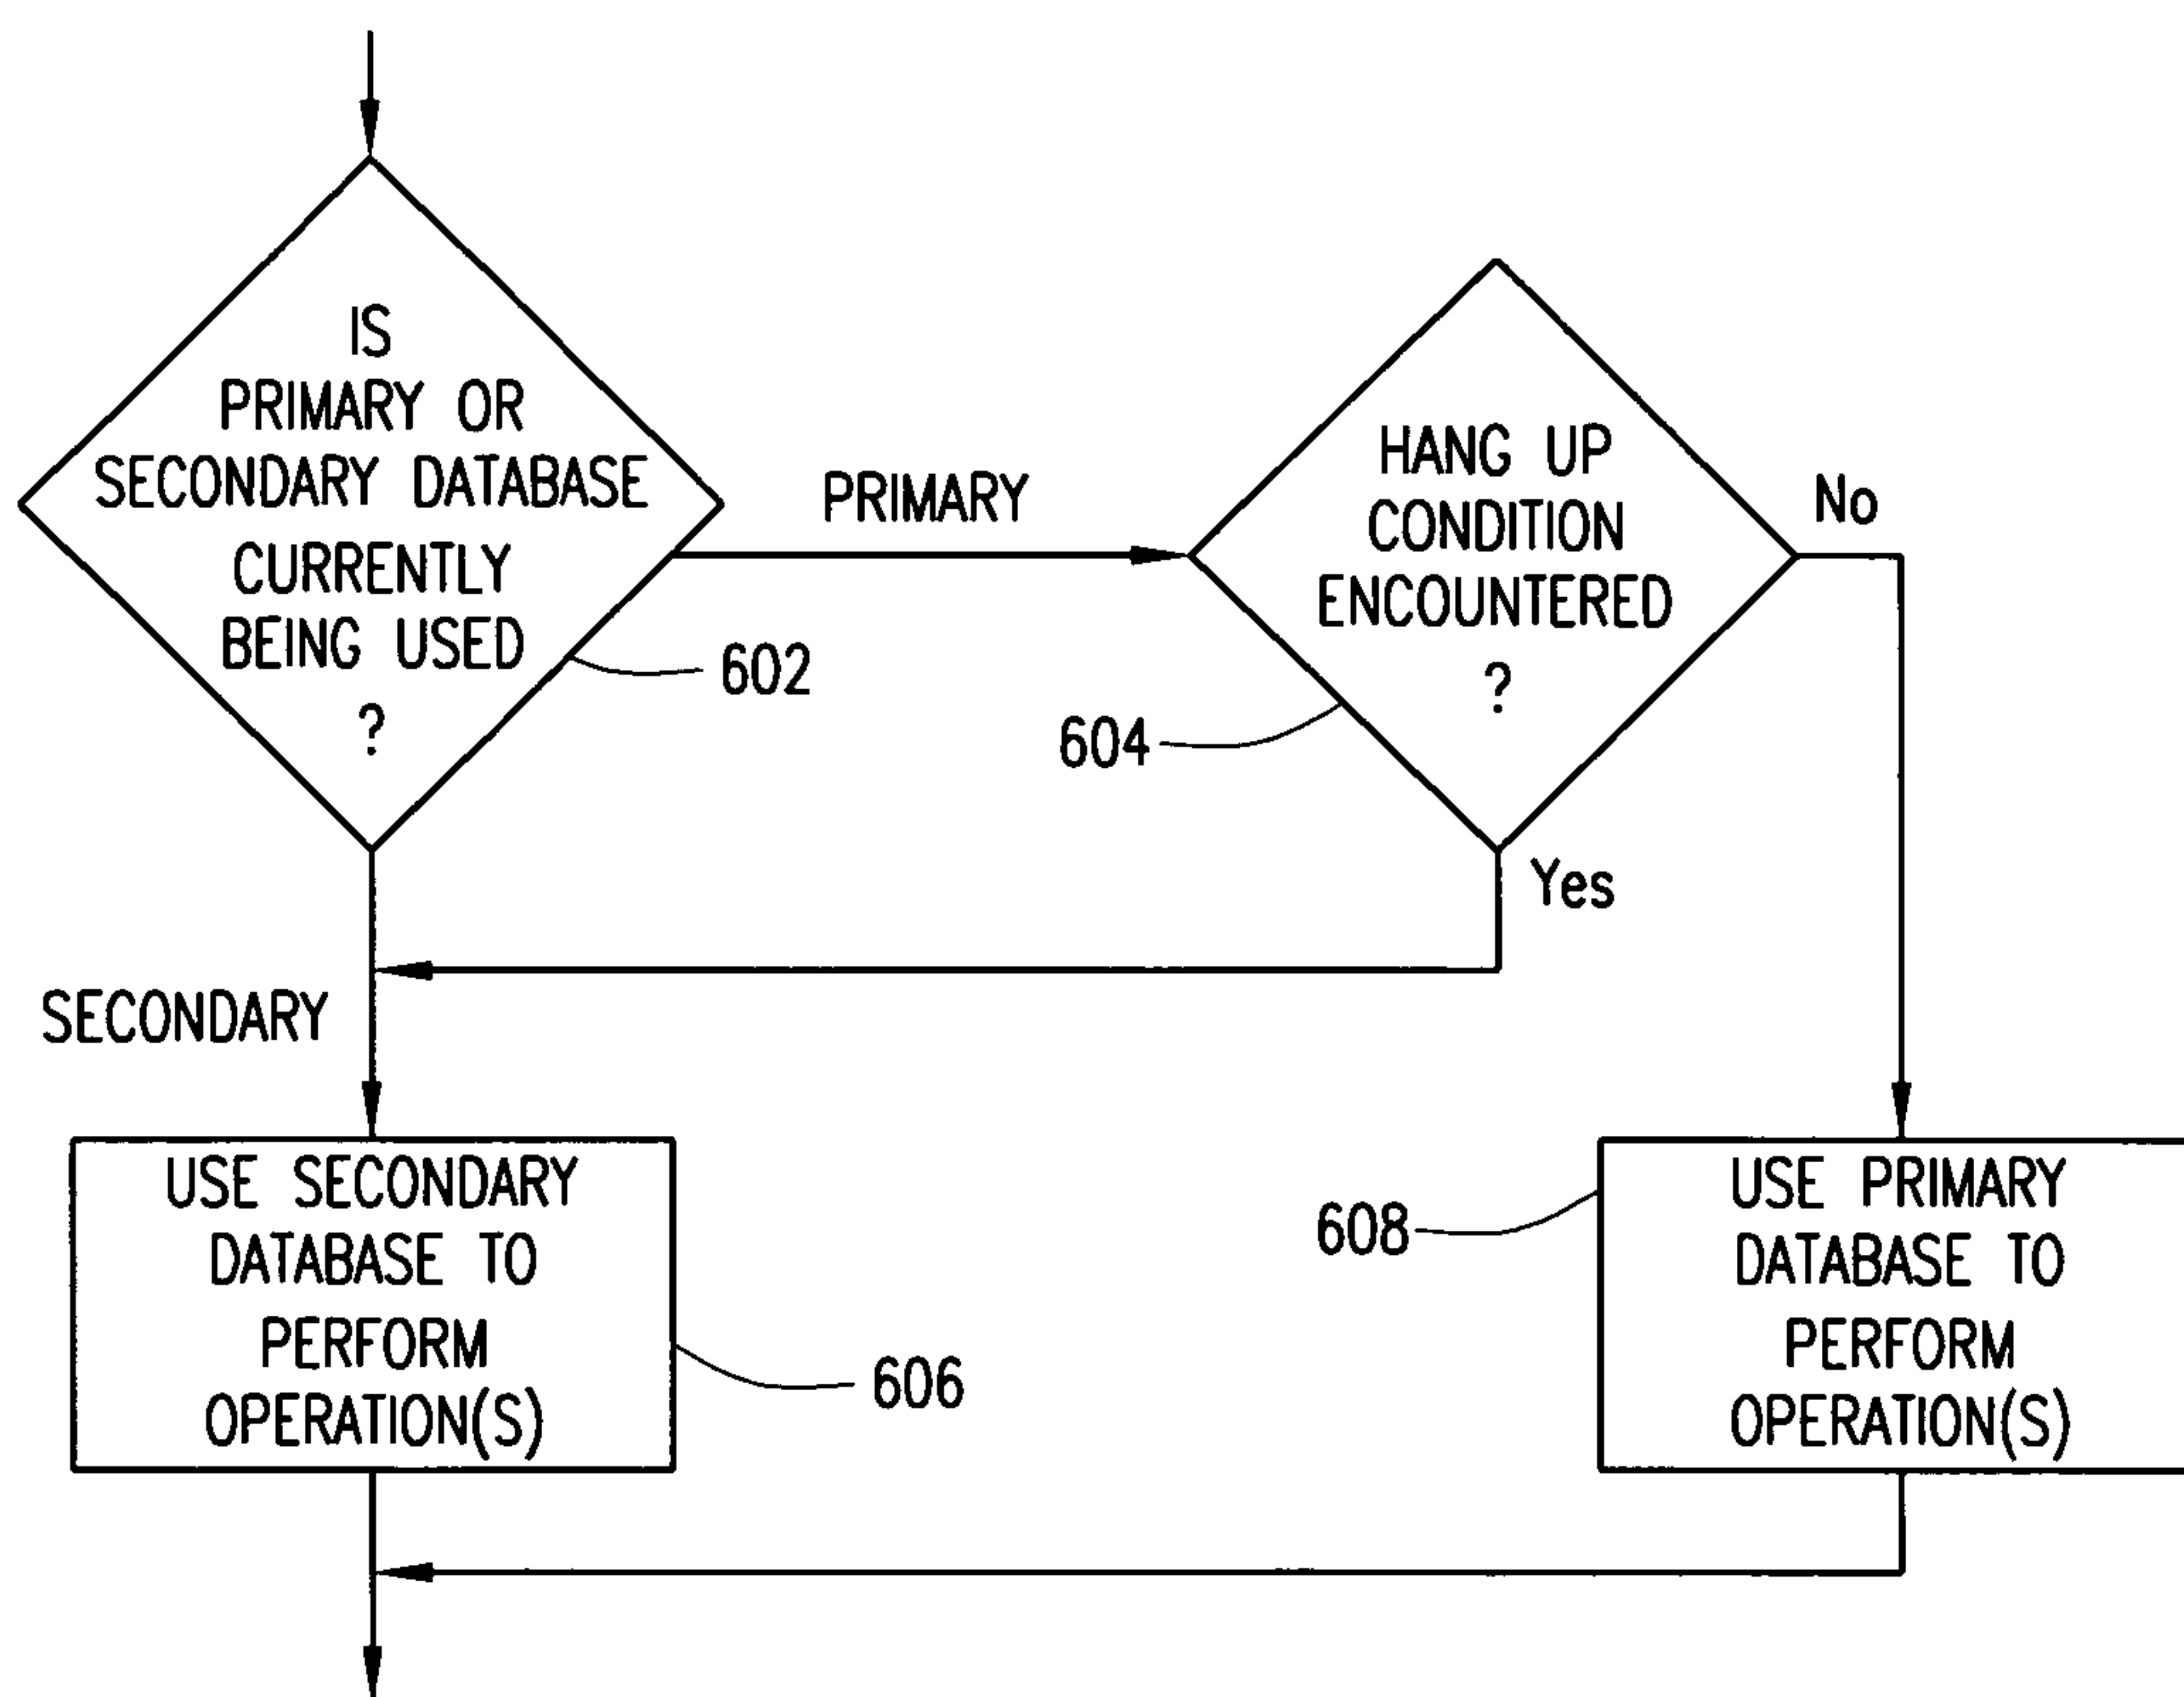 IS
PRIMARY OR
SECONDARY DATABASE
CURRENTLY
BEING USED
?
602
PRIMARY
HANG UP
CONDITION
ENCOUNTERED
?
604
No
Yes
SECONDARY
USE SECONDARY
DATABASE TO
PERFORM
OPERATION(S)
606
608
USE PRIMARY
DATABASE TO
PERFORM
OPERATION(S)